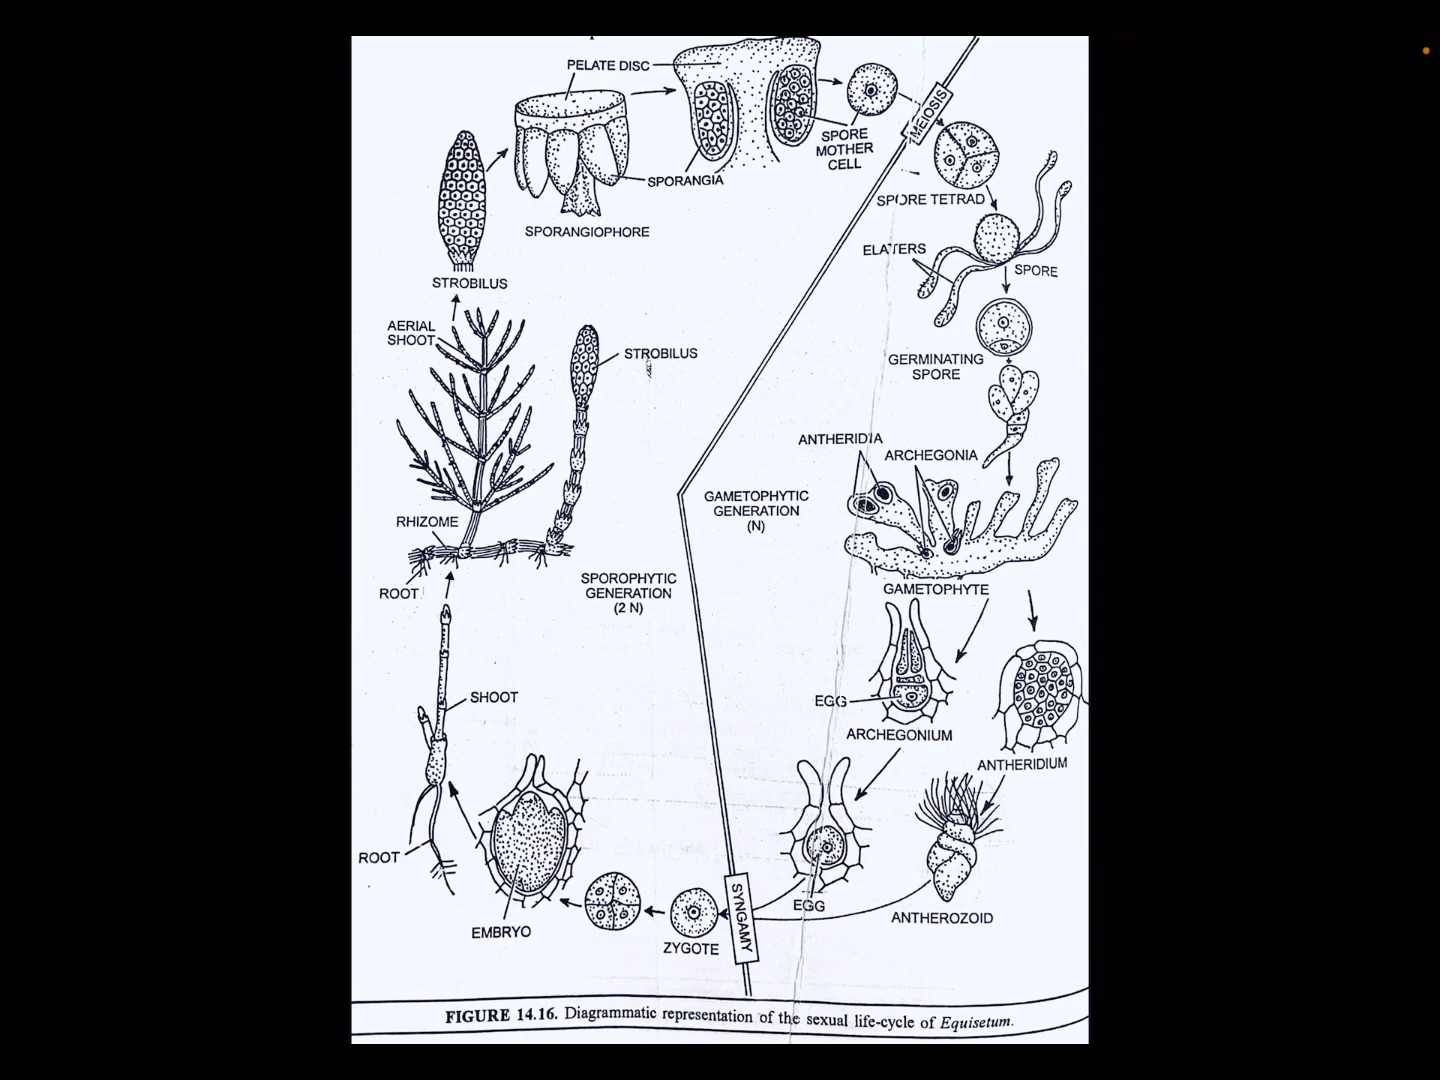 PELATE DISC
SPORE
MOTHER
CELL
MEIOSIS
SPORANGIA
SPORANGIOPHORE
STROBILUS
SPORE TETRAD
ELATERS
SPORE
AERIAL
SHOOT
STROBILUS
GERMINATING
SPORE
ANTHERIDIA
ARCHEGONIA
GAMETOPHYTIC
GENERATION
(N)
RHIZOME
ROOT
SPOROPHYTIC
GENERATION
(2 N)
GAMETOPHYTE
SHOOT
EGG
ARCHEGONIUM
ANTHERIDIUM
ROOT
EMBRYO
ZYGOTE
SYNGAMY
EGG
ANTHEROZOID
FIGURE 14.16. Diagrammatic representation of the sexual life-cycle of Equisetum.